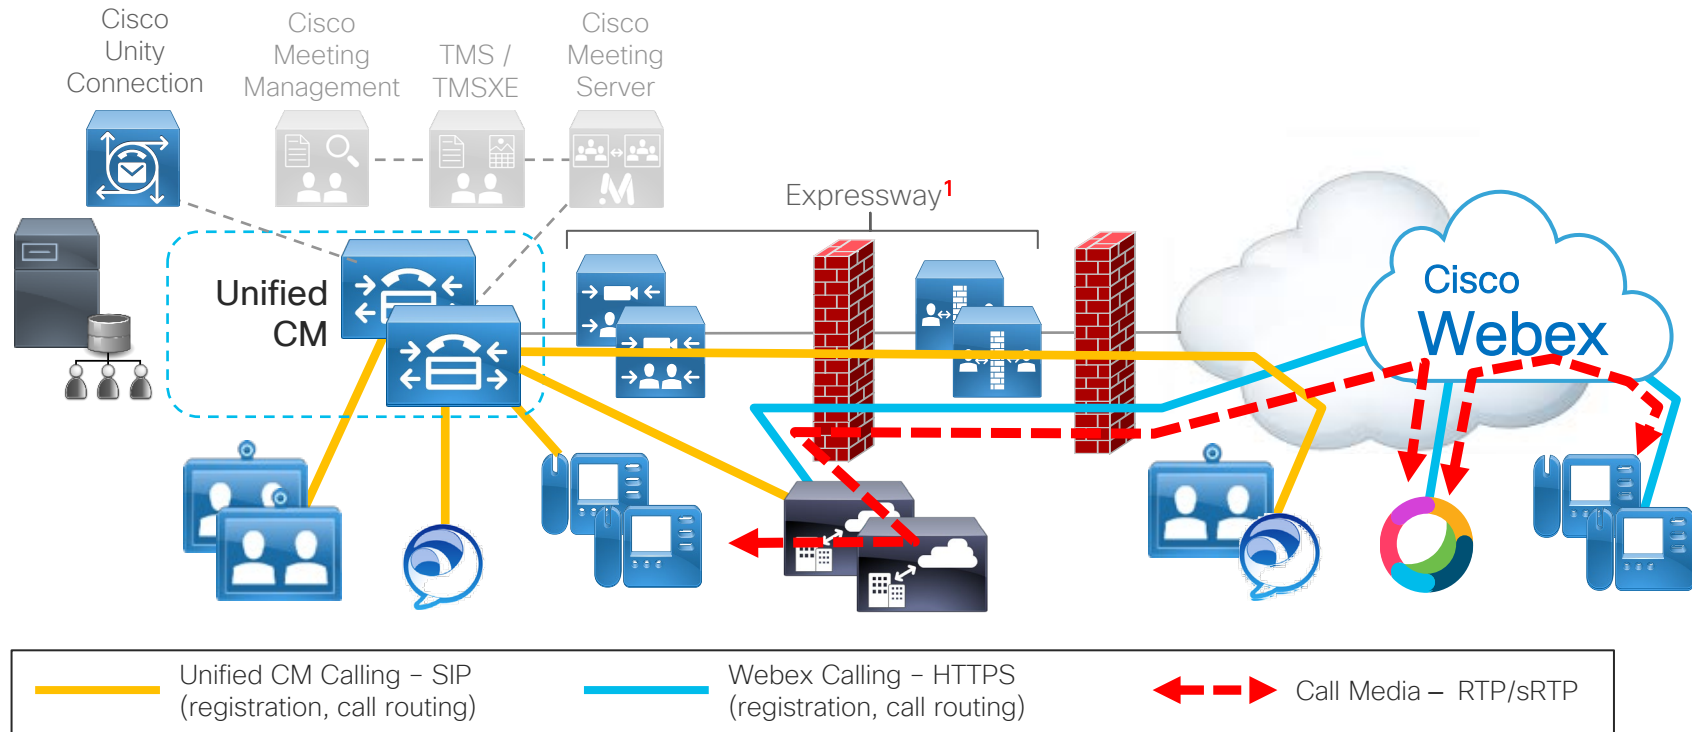 Cisco
Unity
Connection
Cisco
Meeting
Management
TMS /
TMSXE
Cisco
Meeting
Server
Expressway1
Unified
CM
Cisco
Webex
Unified CM Calling – SIP
(registration, call routing)
Webex Calling – HTTPS
(registration, call routing)
Call Media – RTP/sRTP